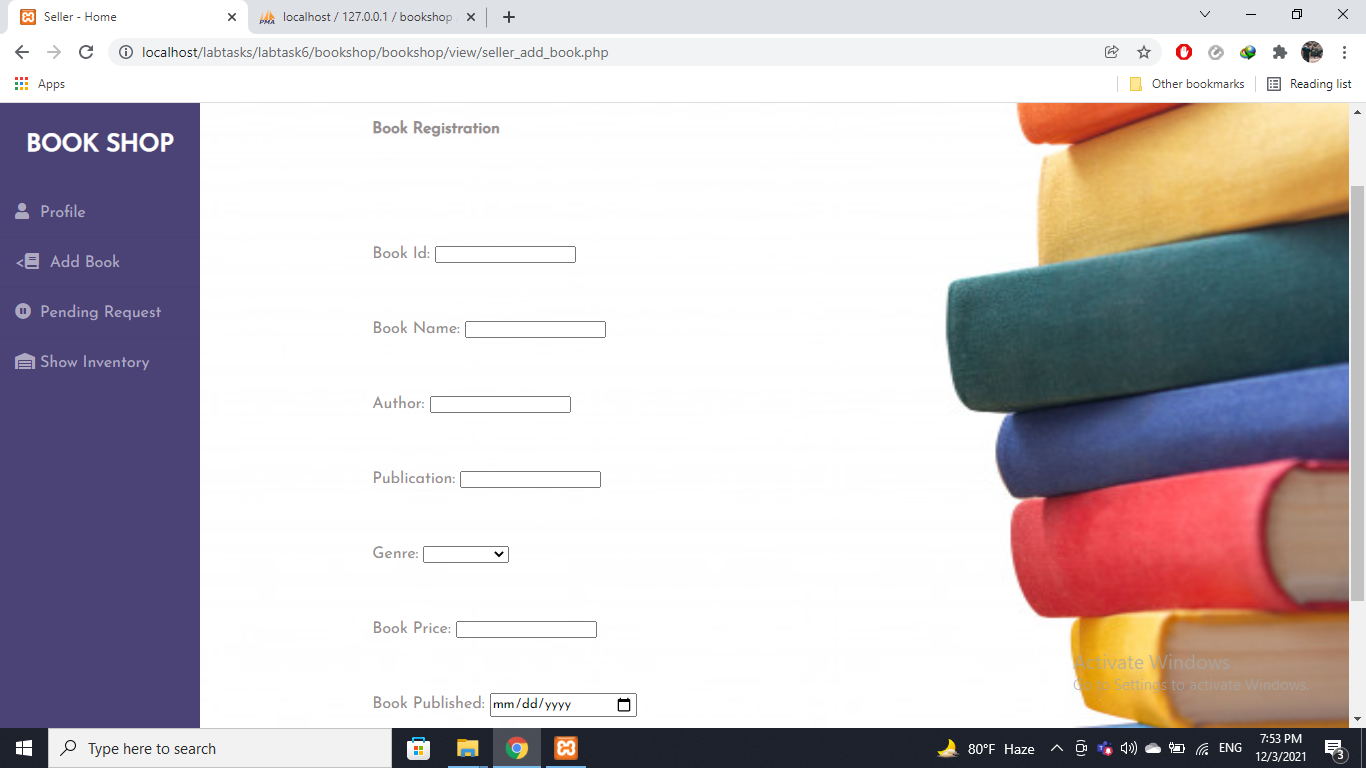 Seller - Home
localhost / 127.0.0.1 / bookshop
localhost/labtasks/labtask6/bookshop/bookshop/view/seller_add_book.php
Apps
Other bookmarks
Reading list
BOOK SHOP
Profile
< Add Book
Pending Request
Show Inventory
Book Registration
Book Id:
Book Name:
Author:
Publication:
Genre:
Book Price:
Book Published: mm/dd/yyyy
Activate Windows
Go to Settings to activate Windows.
Type here to search
80°F Haze
ENG
7:53 PM
12/3/2021
3